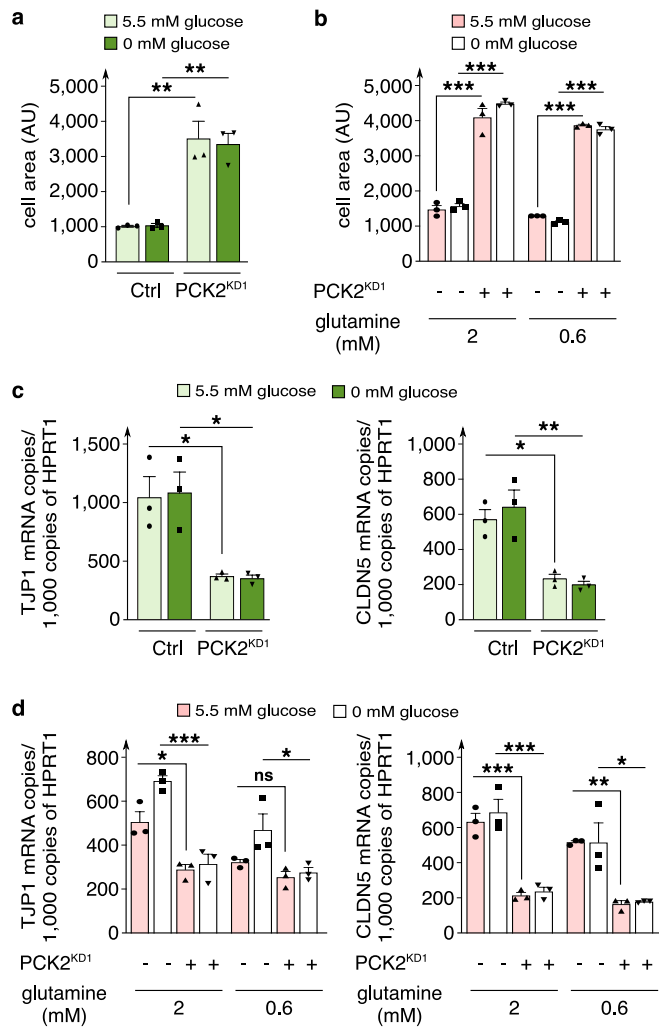 a
5.5 mM glucose
0 mM glucose
cell area (AU)
5,000
4,000
3,000
2,000
1,000
0
**
**
Ctrl PCK2KD1
b
5.5 mM glucose
0 mM glucose
cell area (AU)
5,000
4,000
3,000
2,000
1,000
0
*** *** *** ***
PCK2KD1 - - + + - - + +
glutamine (mM) 2 0.6
c
5.5 mM glucose 0 mM glucose
TJP1 mRNA copies/
1,000 copies of HPRT1
1,500
1,000
500
0
*
*
Ctrl PCK2KD1
CLDN5 mRNA copies/
1,000 copies of HPRT1
1,000
800
600
400
200
0
**
*
Ctrl PCK2KD1
d
5.5 mM glucose 0 mM glucose
TJP1 mRNA copies/
1,000 copies of HPRT1
800
600
400
200
0
***
*
*
ns
PCK2KD1 - - + + - - + +
glutamine
(mM)
2 0.6
CLDN5 mRNA copies/
1,000 copies of HPRT1
1,000
800
600
400
200
0
***
***
*
**
PCK2KD1 - - + + - - + +
glutamine
(mM)
2 0.6